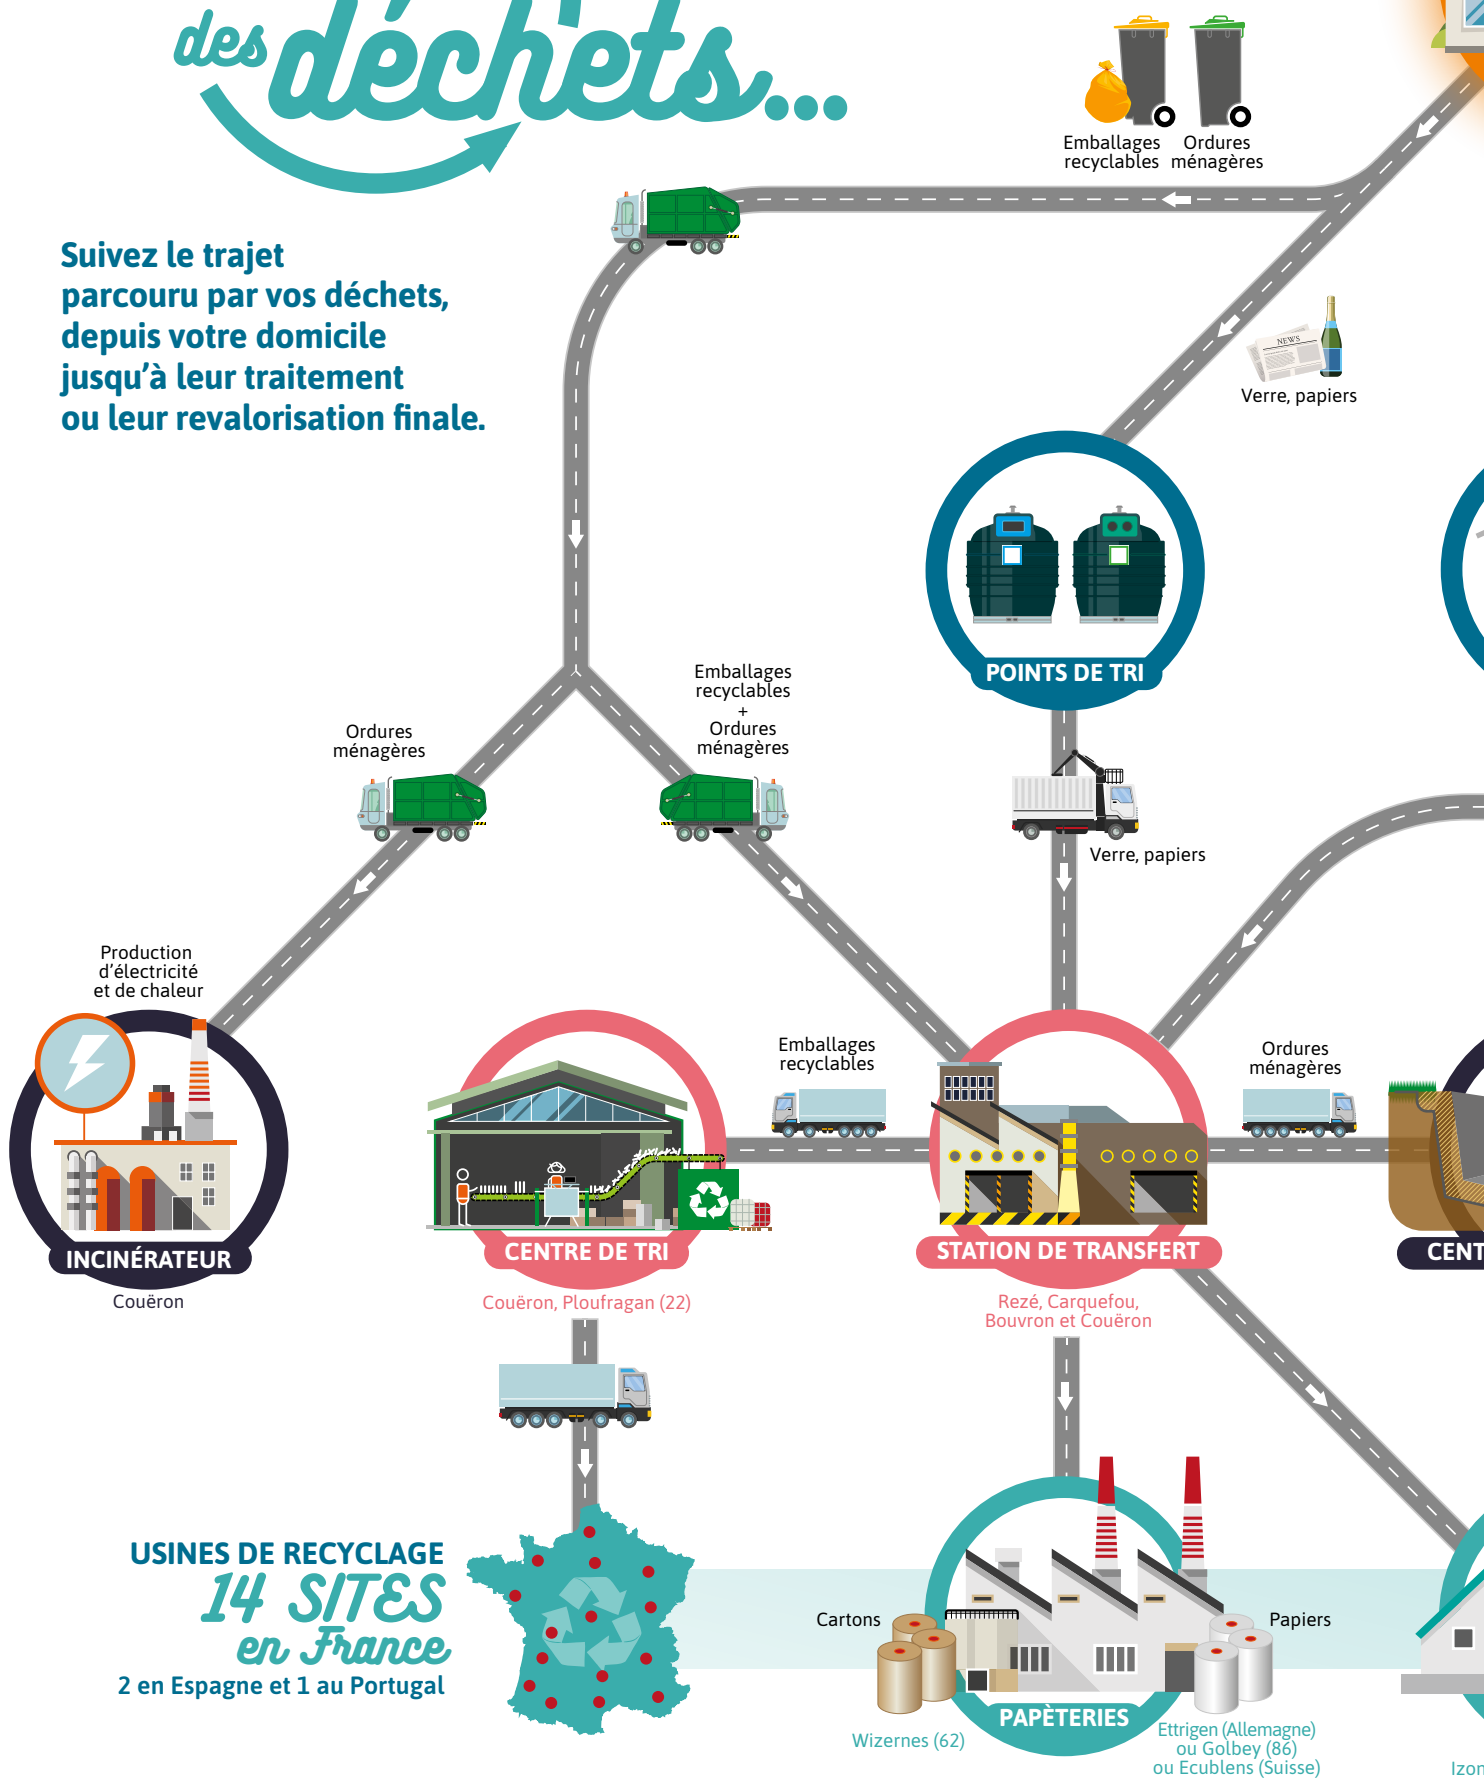 des déchets...
Suivez le trajet
parcouru par vos déchets,
depuis votre domicile
jusqu'à leur traitement
ou leur revalorisation finale.
Emballages
recyclables
Ordures
ménagères
NEWS
Verre, papiers
POINTS DE TRI
Emballages
recyclables
+
Ordures
ménagères
Ordures
ménagères
Verre, papiers
Production
d'électricité
et de chaleur
INCINÉRATEUR
Couëron
Emballages
recyclables
CENTRE DE TRI
Couëron, Ploufragan (22)
STATION DE TRANSFERT
Rezé, Carquefou,
Bouvron et Couëron
Ordures
ménagères
CENT
USINES DE RECYCLAGE
14 SITES
en France
2 en Espagne et 1 au Portugal
Cartons
Papiers
PAPÈTERIES
Wizernes (62)
Ettrigen (Allemagne)
ou Golbey (86)
ou Ecublens (Suisse)
Izon